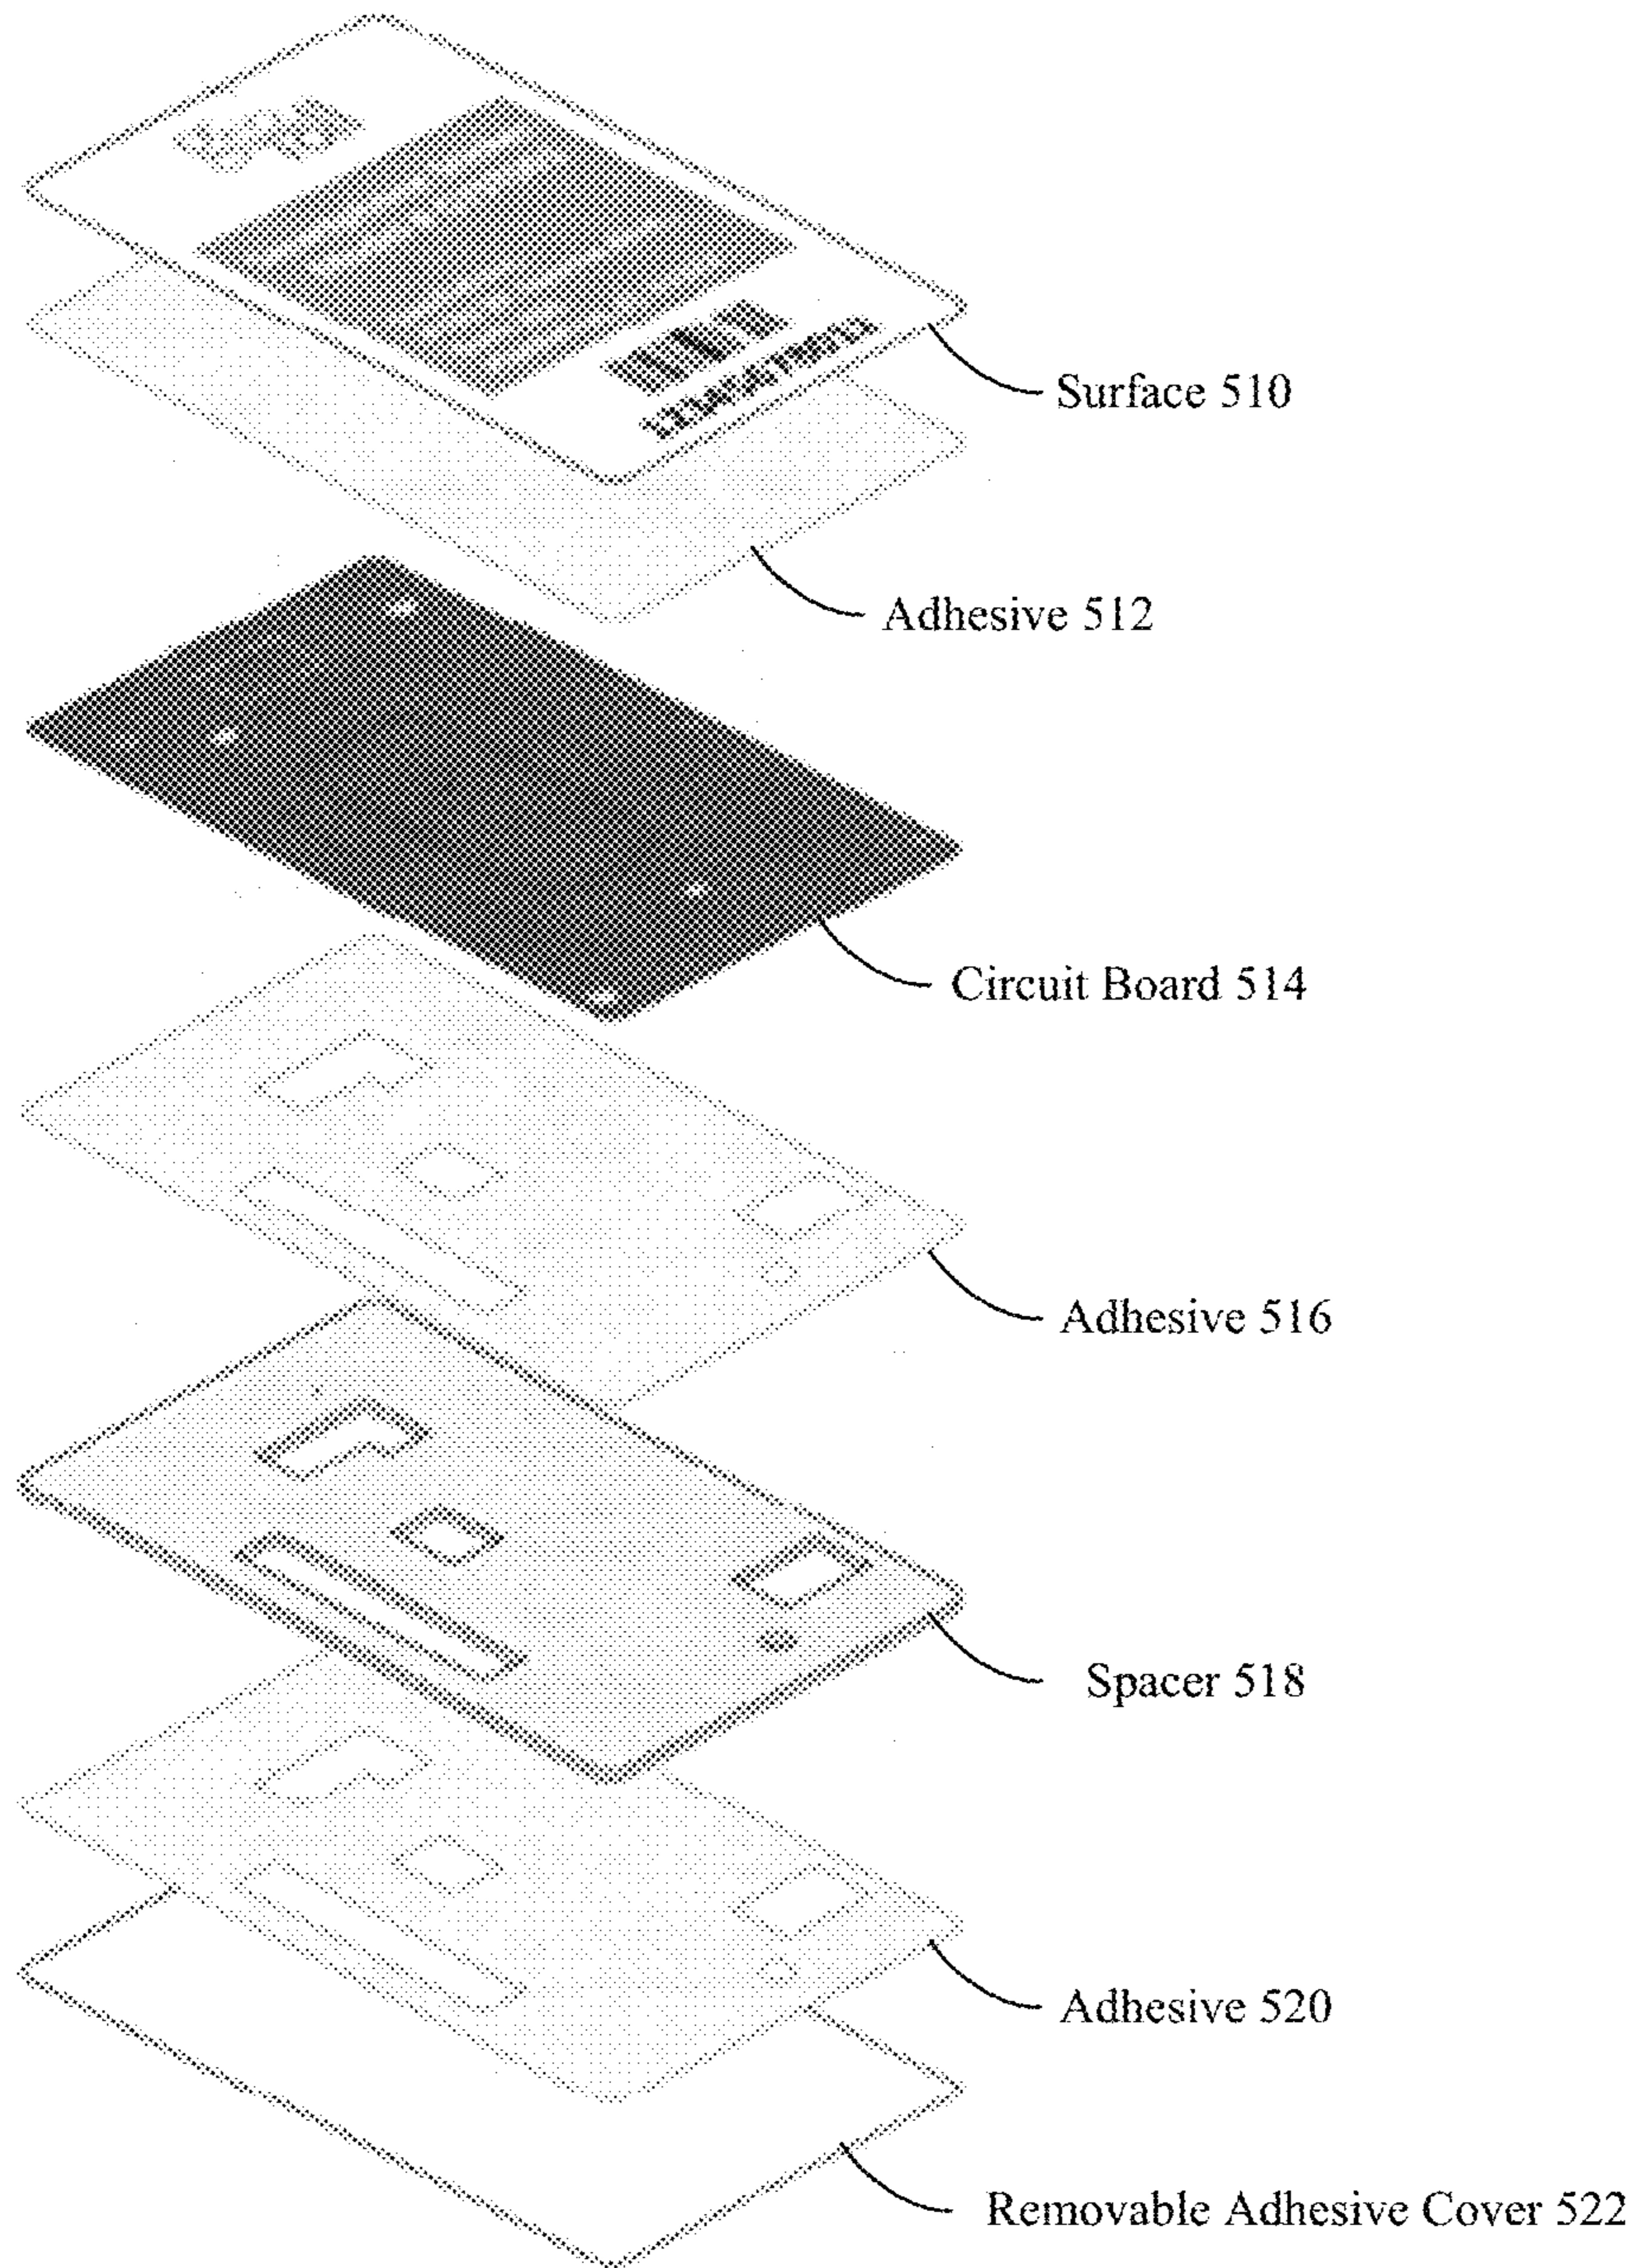 Surface 510
Adhesive 512
Circuit Board 514
Adhesive 516
Spacer 518
Adhesive 520
Removable Adhesive Cover 522